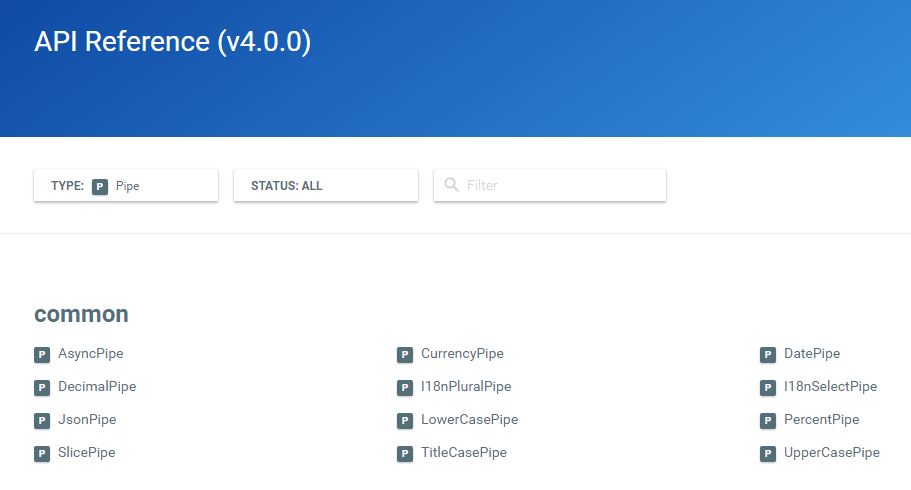 API Reference (v4.0.0)
TYPE: P Pipe STATUS: ALL Filter
common
P AsyncPipe P CurrencyPipe P DatePipe
P DecimalPipe P I18nPluralPipe P I18nSelectPipe
P JsonPipe P LowerCasePipe P PercentPipe
P SlicePipe P TitleCasePipe P UpperCasePipe